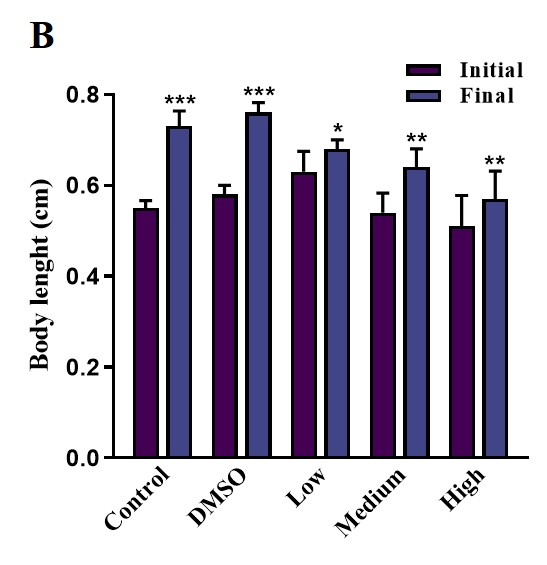 B
Initial
Final
Body lenght (cm)
0.8
0.6
0.4
0.2
0.0
*** *** * ** **
Control DMSO Low Medium High